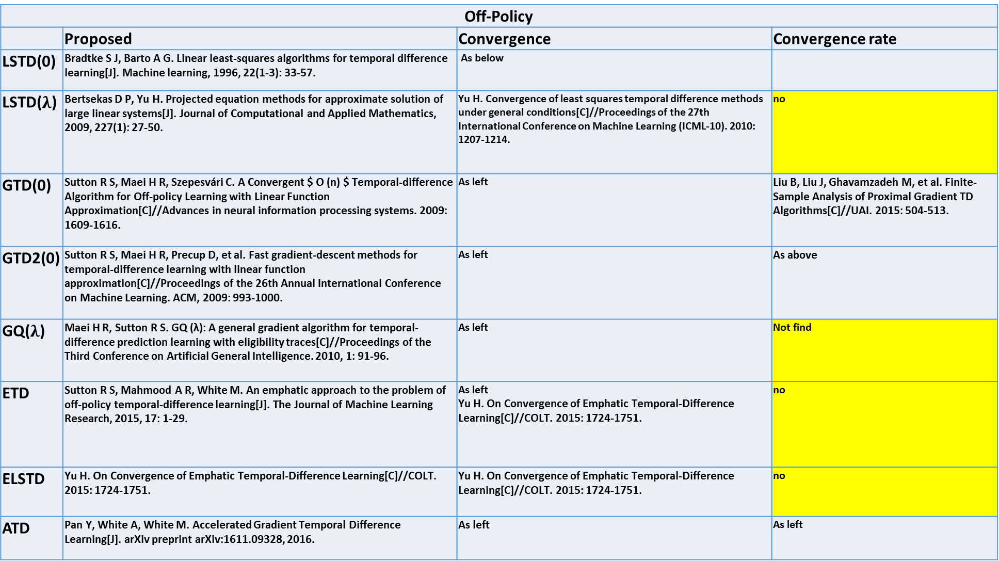 Off-Policy
Proposed
Convergence
Convergence rate
LSTD(0)
Bradtke S J, Barto A G. Linear least-squares algorithms for temporal difference
learning[J]. Machine learning, 1996, 22(1-3): 33-57.
As below
LSTD(λ)
Bertsekas D P, Yu H. Projected equation methods for approximate solution of
large linear systems[J]. Journal of Computational and Applied Mathematics,
2009, 227(1): 27-50.
Yu H. Convergence of least squares temporal difference methods
under general conditions[C]//Proceedings of the 27th
International Conference on Machine Learning (ICML-10). 2010:
1207-1214.
no
GTD(0)
Sutton R S, Maei H R, Szepesvári C. A Convergent $ O (n) $ Temporal-difference
Algorithm for Off-policy Learning with Linear Function
Approximation[C]//Advances in neural information processing systems. 2009:
1609-1616.
As left
Liu B, Liu J, Ghavamzadeh M, et al. Finite-
Sample Analysis of Proximal Gradient TD
Algorithms[C]//UAI. 2015: 504-513.
GTD2(0)
Sutton R S, Maei H R, Precup D, et al. Fast gradient-descent methods for
temporal-difference learning with linear function
approximation[C]//Proceedings of the 26th Annual International Conference
on Machine Learning. ACM, 2009: 993-1000.
As left
As above
GQ(λ)
Maei H R, Sutton R S. GQ (λ): A general gradient algorithm for temporal-
difference prediction learning with eligibility traces[C]//Proceedings of the
Third Conference on Artificial General Intelligence. 2010, 1: 91-96.
As left
Not find
ETD
Sutton R S, Mahmood A R, White M. An emphatic approach to the problem of
off-policy temporal-difference learning[J]. The Journal of Machine Learning
Research, 2015, 17: 1-29.
As left
Yu H. On Convergence of Emphatic Temporal-Difference
Learning[C]//COLT. 2015: 1724-1751.
no
ELSTD
Yu H. On Convergence of Emphatic Temporal-Difference Learning[C]//COLT.
2015: 1724-1751.
Yu H. On Convergence of Emphatic Temporal-Difference
Learning[C]//COLT. 2015: 1724-1751.
no
ATD
Pan Y, White A, White M. Accelerated Gradient Temporal Difference
Learning[J]. arXiv preprint arXiv:1611.09328, 2016.
As left
As left